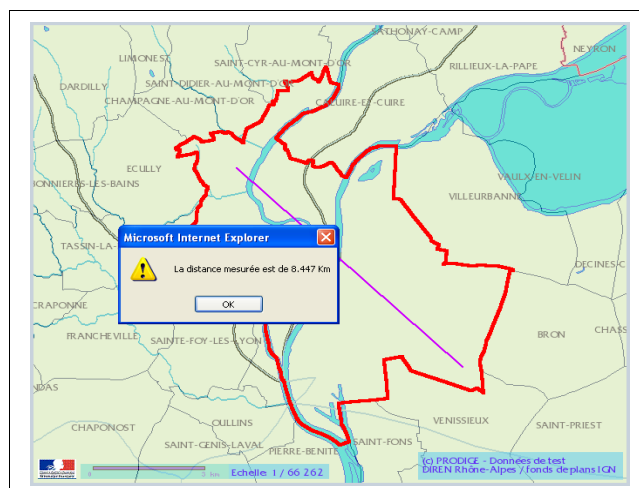 SATHONAY-CAMP
NEYRON
LIMONEST
SAINT-CYR-AU-MONT-D'OR
RILLIEUX-LA-PAPE
DARDILLY
SAINT-DIDIER-AU-MONT-D'OR
CHAMPAGNE-AU-MONT-D'OR
CALUIRE-ET-CUIRE
ECULLY
VAULX-EN-VELIN
ONNIERES-LES-BAINS
VILLEURBANNE
Microsoft Internet Explorer
TASSIN-LA-
La distance mesurée est de 8.447 Km
DECINES-C
OK
CRAPONNE
FRANCHEVILLE
SAINTE-FOY-LES-LYON
BRON
CHASS
DAS
CHAPONOST
OULLINS
VENISSIEUX
SAINT-PRIEST
SAINT-GENIS-LAVAL
SAINT-FONS
PIERRE-BENITE
(c) PRODIGE - Données de test
Echelle 1 / 66 262
DIREN Rhône-Alpes / fonds de plans IGN